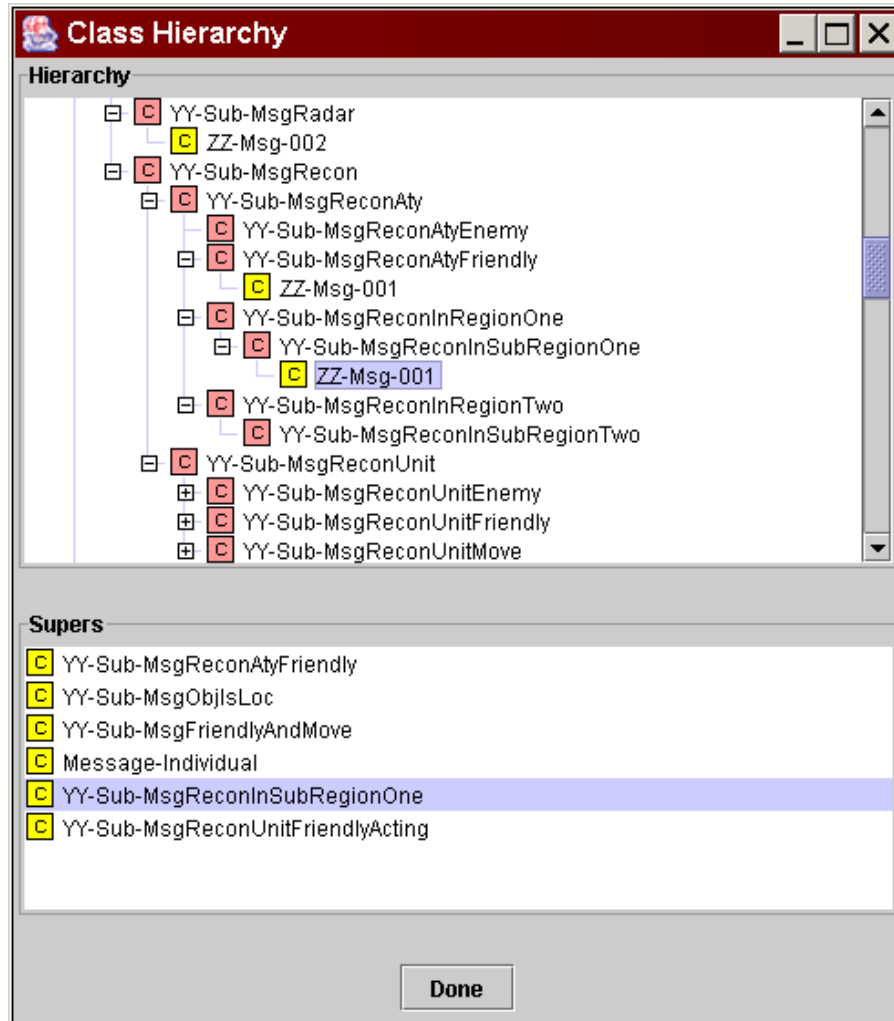 Class Hierarchy
Hierarchy
C YY-Sub-MsgRadar
C ZZ-Msg-002
C YY-Sub-MsgRecon
C YY-Sub-MsgReconAty
C YY-Sub-MsgReconAtyEnemy
C YY-Sub-MsgReconAtyFriendly
C ZZ-Msg-001
C YY-Sub-MsgReconInRegionOne
C YY-Sub-MsgReconInSubRegionOne
C ZZ-Msg-001
C YY-Sub-MsgReconInRegionTwo
C YY-Sub-MsgReconInSubRegionTwo
C YY-Sub-MsgReconUnit
C YY-Sub-MsgReconUnitEnemy
C YY-Sub-MsgReconUnitFriendly
C YY-Sub-MsgReconUnitMove
Supers
C YY-Sub-MsgReconAtyFriendly
C YY-Sub-MsgObjIsLoc
C YY-Sub-MsgFriendlyAndMove
C Message-Individual
C YY-Sub-MsgReconInSubRegionOne
C YY-Sub-MsgReconUnitFriendlyActing
Done